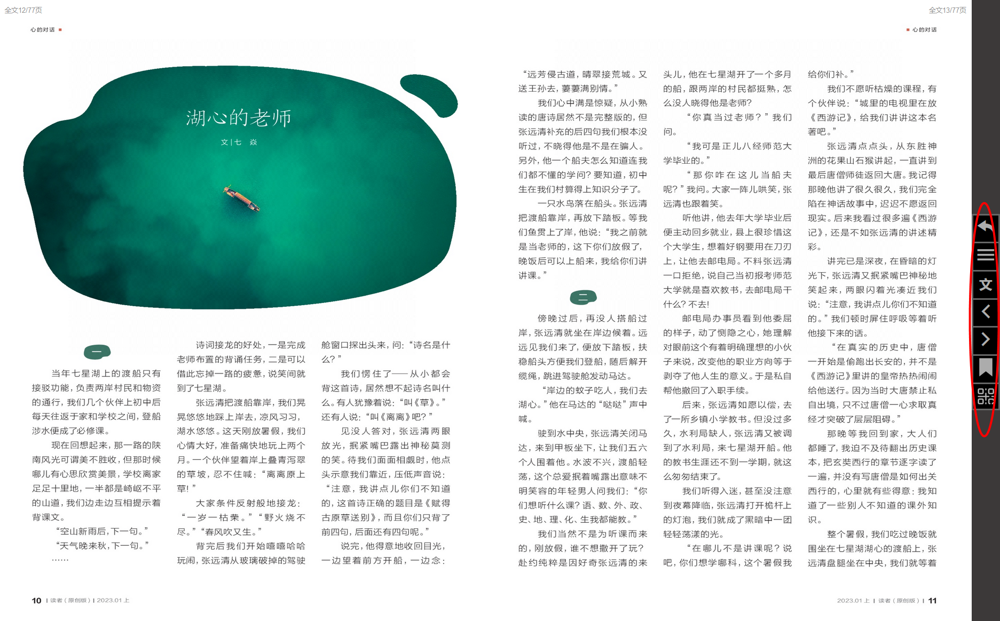 全文12/77页
全文13/77页
心的对话
心的对话
湖心的老师
文|七 焱
一
当年七星湖上的渡船只有
接驳功能，负责两岸村民和物资
的通行，我们几个伙伴上初中后
每天往返于家和学校之间，登船
涉水便成了必修课。
现在回想起来，那一路的陕
南风光可谓美不胜收，但那时候
哪儿有心思欣赏美景，学校离家
足足十里地，一半都是崎岖不平
的山道，我们边走边互相提示着
背课文。
“空山新雨后，下一句。”
“天气晚来秋，下一句。”
……
诗词接龙的好处，一是完成
老师布置的背诵任务，二是可以
借此忘掉一路的疲惫，说笑间就
到了七星湖。
张远清把渡船靠岸，我们晃
晃悠悠地踩上岸去，凉风习习，
湖水悠悠。这天刚放暑假，我们
心情大好，准备痛快地玩上两个
月。一个伙伴望着岸上叠青泻翠
的草坡，忍不住喊：“离离原上
草！”
大家条件反射般地接龙：
“一岁一枯荣。”“野火烧不
尽。”“春风吹又生。”
背完后我们开始嘻嘻哈哈
玩闹，张远清从玻璃破掉的驾驶
舱窗口探出头来，问：“诗名是什
么？”
我们愣住了——从小都会
背这首诗，居然想不起诗名叫什
么。有人犹豫着说：“叫《草》。”
还有人说：“叫《离离》吧？”
见没人答对，张远清两眼
放光，抿紧嘴巴露出神秘莫测
的笑。待我们面面相觑时，他点
头示意我们靠近，压低声音说：
“注意，我讲点儿你们不知道
的，这首诗正确的题目是《赋得
古原草送别》，而且你们只背了
前四句，后面还有四句呢。”
说完，他得意地收回目光，
一边望着前方开船，一边念：
“远芳侵古道，晴翠接荒城。又
送王孙去，萋萋满别情。”
我们心中满是惊疑，从小熟
读的唐诗居然不是完整版的，但
张远清补充的后四句我们根本没
听过，不晓得他是不是在骗人。
另外，他一个船夫怎么知道连我
们都不懂的学问？要知道，初中
生在我们村算得上知识分子了。
一只水鸟落在船头。张远清
把渡船靠岸，再放下踏板。等我
们鱼贯上了岸，他说：“我之前就
是当老师的，这下你们放假了，
晚饭后可以上船来，我给你们讲
讲课。”
二
傍晚过后，再没人搭船过
岸，张远清就坐在岸边候着。远
远见我们来了，便放下踏板，扶
稳船头方便我们登船，随后解开
缆绳，跳进驾驶舱发动马达。
“岸边的蚊子吃人，我们去
湖心。”他在马达的“哒哒”声中
喊。
驶到水中央，张远清关闭马
达，来到甲板坐下，让我们五六
个人围着他。水波不兴，渡船轻
荡，这个总爱抿着嘴露出意味不
明笑容的年轻男人问我们：“你
们想听什么课？语、数、外、政、
史、地、理、化、生我都能教。”
我们当然不是为听课而来
的，刚放假，谁不想撒开了玩？
赴约纯粹是因好奇张远清的来
头儿，他在七星湖开了一个多月
的船，跟两岸的村民都挺熟，怎
么没人晓得他是老师？
“你真当过老师？”我们
问。
“我可是正儿八经师范大
学毕业的。”
“那你咋在这儿当船夫
呢？”我问。大家一阵儿哄笑，张
远清也跟着笑。
听他讲，他去年大学毕业后
便主动回乡就业，县上很珍惜这
个大学生，想着好钢要用在刀刃
上，让他去邮电局。不料张远清
一口拒绝，说自己当初报考师范
大学就是喜欢教书，去邮电局干
什么？不去！
邮电局办事员看到他委屈
的样子，动了恻隐之心，她理解
对眼前这个有着明确理想的小伙
子来说，改变他的职业方向等于
剥夺了他人生的意义。于是私自
帮他撤回了入职手续。
后来，张远清如愿以偿，去
了一所乡镇小学教书。但没过多
久，水利局缺人，张远清又被调
到了水利局，来七星湖开船。他
的教书生涯还不到一学期，就这
么匆匆结束了。
我们听得入迷，甚至没注意
到夜幕降临，张远清打开桅杆上
的灯泡，我们就成了黑暗中一团
轻轻荡漾的光。
“在哪儿不是讲课呢？说
吧，你们想学哪科，这个暑假我
给你们补。”
我们不愿听枯燥的课程，有
个伙伴说：“城里的电视里在放
《西游记》，给我们讲讲这本名
著吧。”
张远清点点头，从东胜神
洲的花果山石猴讲起，一直讲到
最后唐僧师徒返回大唐。我记得
那晚他讲了很久很久，我们完全
陷在神话故事中，迟迟不愿返回
现实。后来我看过很多遍《西游
记》，还是不如张远清的讲述精
彩。
讲完已是深夜，在昏暗的灯
光下，张远清又抿紧嘴巴神秘地
笑起来，两眼闪着光凑近我们
说：“注意，我讲点儿你们不知道
的。”我们顿时屏住呼吸等着听
他接下来的话。
“在真实的历史中，唐僧
一开始是偷跑出长安的，并不是
《西游记》里讲的皇帝热热闹闹
给他送行。因为当时大唐禁止私
自出境，只不过唐僧一心求取真
经才突破了层层阻碍。”
那晚等我回到家，大人们
都睡了，我迫不及待翻出历史课
本，把玄奘西行的章节逐字读了
一遍，并没有写唐僧是如何出关
西行的，心里就有些得意：我知
道了一些别人不知道的课外知
识。
整个暑假，我们吃过晚饭就
围坐在七星湖湖心的渡船上，张
远清盘腿坐在中央，我们就等着
文
10 | 读者（原创版）| 2023.01上
2023.01上 | 读者（原创版）| 11